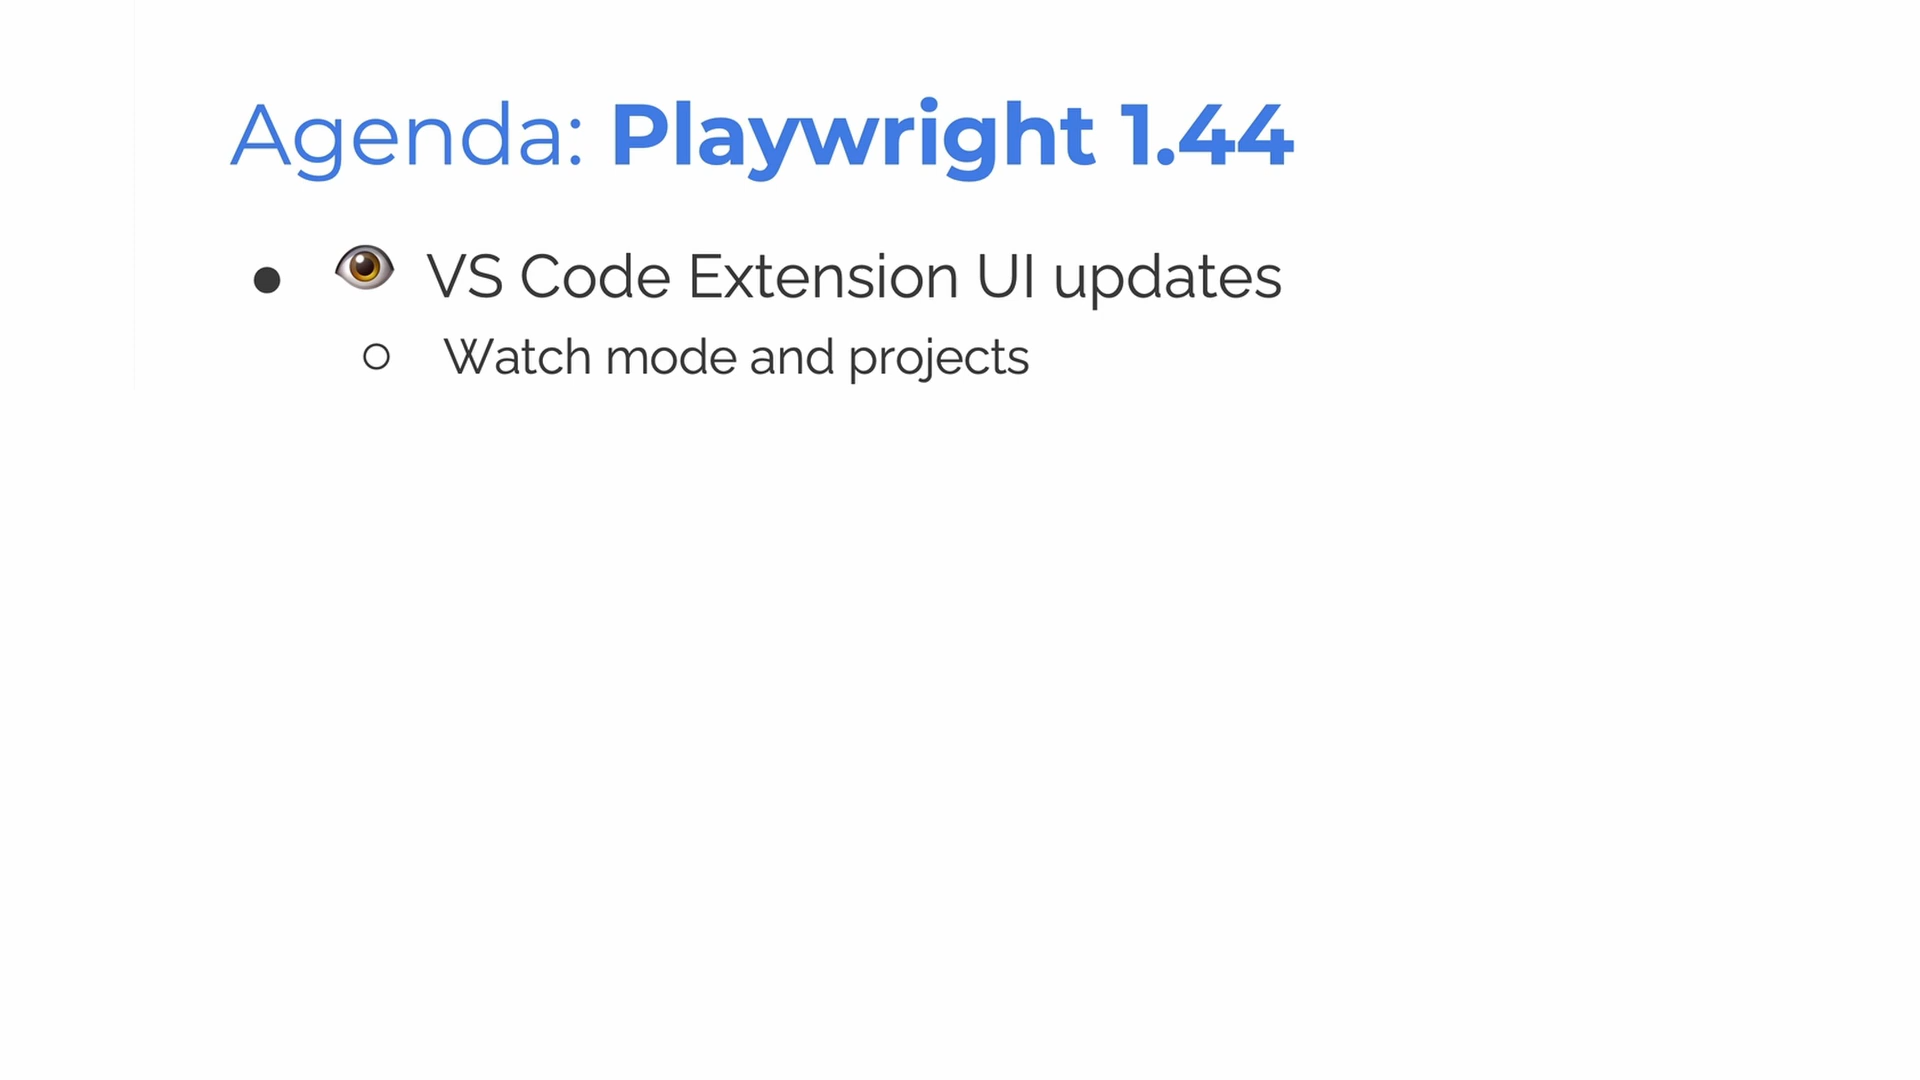 Agenda: Playwright 1.44
● 👁️ VS Code Extension UI updates
○ Watch mode and projects